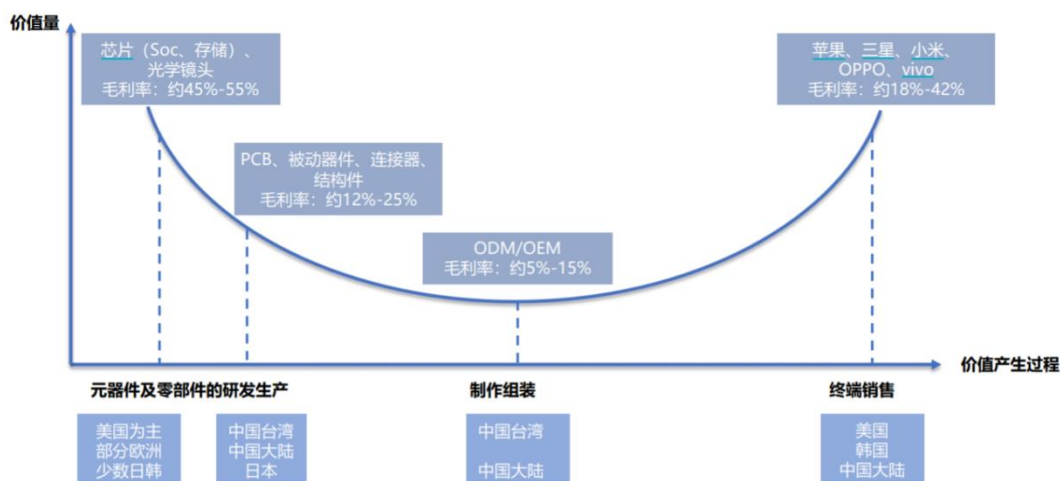 价值量
芯片（Soc、存储）、
光学镜头
毛利率：约45%-55%
苹果、三星、小米、
OPPO、vivo
毛利率：约18%-42%
PCB、被动器件、连接器、
结构件
毛利率：约12%-25%
ODM/OEM
毛利率：约5%-15%
价值产生过程
元器件及零部件的研发生产
制作组装
终端销售
美国为主
部分欧洲
少数日韩
中国台湾
中国大陆
日本
中国台湾
中国大陆
美国
韩国
中国大陆